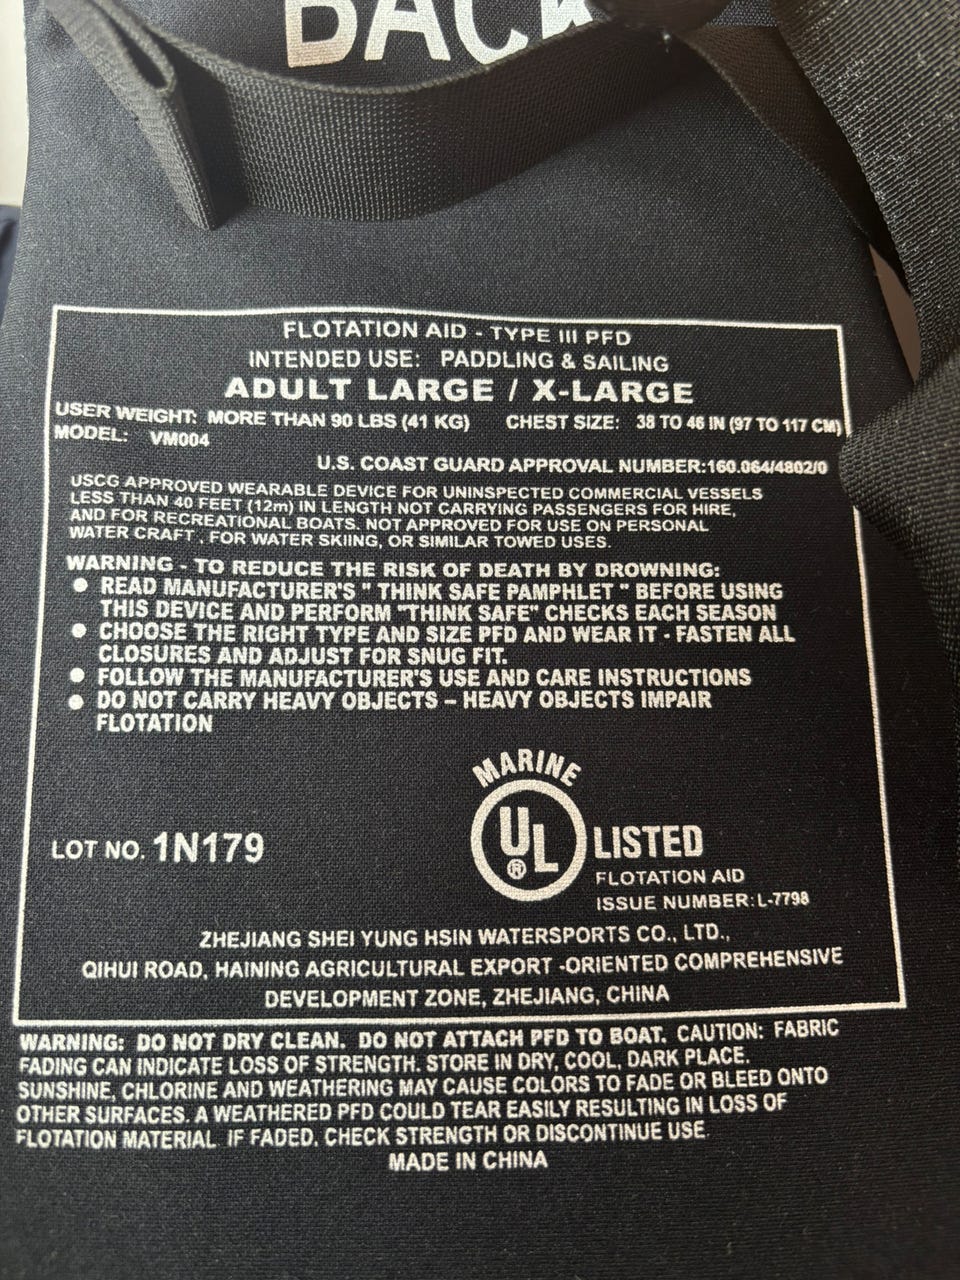 BACK
FLOTATION AID - TYPE III PFD
INTENDED USE: PADDLING & SAILING
ADULT LARGE / X-LARGE
USER WEIGHT: MORE THAN 90 LBS (41 KG) CHEST SIZE: 38 TO 46 IN (97 TO 117 CM)
MODEL: VM004
U.S. COAST GUARD APPROVAL NUMBER:160.064/4802/0
USCG APPROVED WEARABLE DEVICE FOR UNINSPECTED COMMERCIAL VESSELS
LESS THAN 40 FEET (12m) IN LENGTH NOT CARRYING PASSENGERS FOR HIRE,
AND FOR RECREATIONAL BOATS. NOT APPROVED FOR USE ON PERSONAL
WATER CRAFT , FOR WATER SKIING, OR SIMILAR TOWED USES.
WARNING - TO REDUCE THE RISK OF DEATH BY DROWNING:
● READ MANUFACTURER'S " THINK SAFE PAMPHLET " BEFORE USING
THIS DEVICE AND PERFORM "THINK SAFE" CHECKS EACH SEASON
● CHOOSE THE RIGHT TYPE AND SIZE PFD AND WEAR IT - FASTEN ALL
CLOSURES AND ADJUST FOR SNUG FIT.
● FOLLOW THE MANUFACTURER'S USE AND CARE INSTRUCTIONS
● DO NOT CARRY HEAVY OBJECTS – HEAVY OBJECTS IMPAIR
FLOTATION
MARINE
UL ®
LOT NO. 1N179
LISTED
FLOTATION AID
ISSUE NUMBER:L-7798
ZHEJIANG SHEI YUNG HSIN WATERSPORTS CO., LTD.,
QIHUI ROAD, HAINING AGRICULTURAL EXPORT -ORIENTED COMPREHENSIVE
DEVELOPMENT ZONE, ZHEJIANG, CHINA
WARNING: DO NOT DRY CLEAN. DO NOT ATTACH PFD TO BOAT. CAUTION: FABRIC
FADING CAN INDICATE LOSS OF STRENGTH. STORE IN DRY, COOL, DARK PLACE.
SUNSHINE, CHLORINE AND WEATHERING MAY CAUSE COLORS TO FADE OR BLEED ONTO
OTHER SURFACES. A WEATHERED PFD COULD TEAR EASILY RESULTING IN LOSS OF
FLOTATION MATERIAL IF FADED, CHECK STRENGTH OR DISCONTINUE USE.
MADE IN CHINA